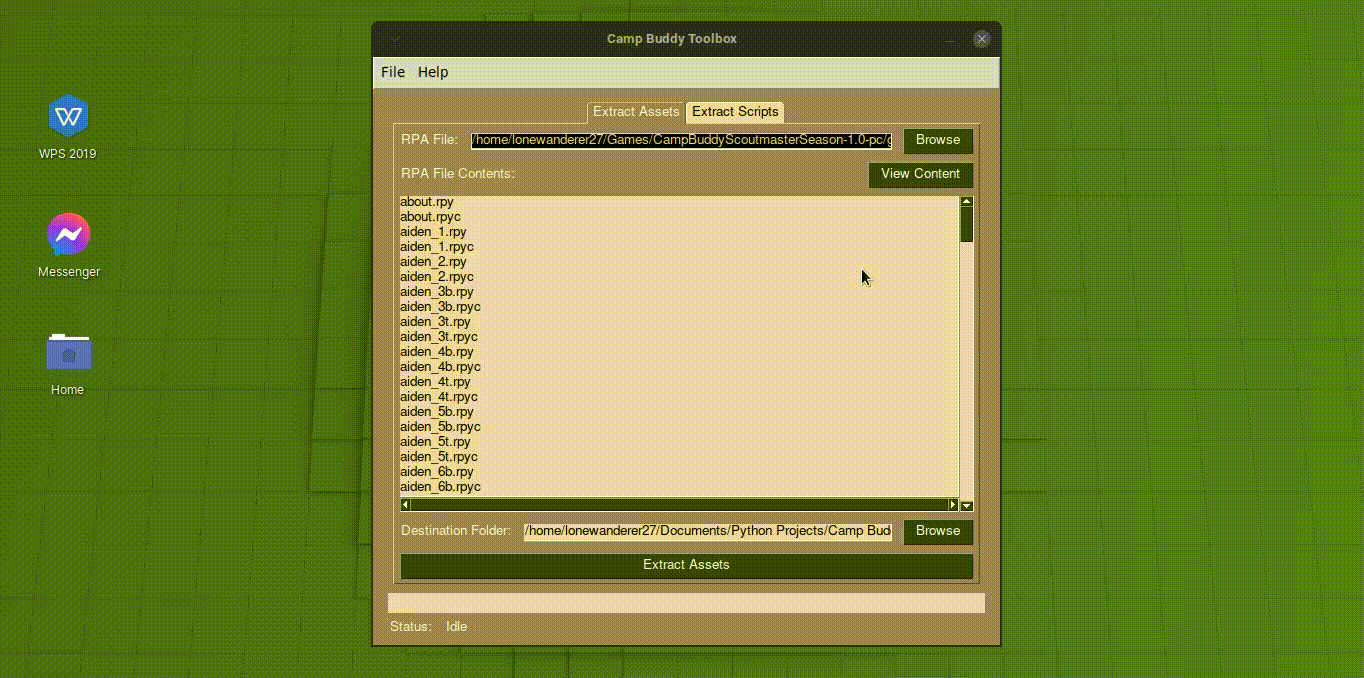 Camp Buddy Toolbox
File Help
WPS 2019
Messenger
Home
Extract Assets Extract Scripts
RPA File: /home/lonewanderer27/Games/CampBuddyScoutmasterSeason-1.0-pc/g Browse
RPA File Contents: View Content
about.rpy
about.rpyc
aiden_1.rpy
aiden_1.rpyc
aiden_2.rpy
aiden_2.rpyc
aiden_3b.rpy
aiden_3b.rpyc
aiden_3t.rpy
aiden_3t.rpyc
aiden_4b.rpy
aiden_4b.rpyc
aiden_4t.rpy
aiden_4t.rpyc
aiden_5b.rpy
aiden_5b.rpyc
aiden_5t.rpy
aiden_5t.rpyc
aiden_6b.rpy
aiden_6b.rpyc
Destination Folder: /home/lonewanderer27/Documents/Python Projects/Camp Bud Browse
Extract Assets
Status: Idle